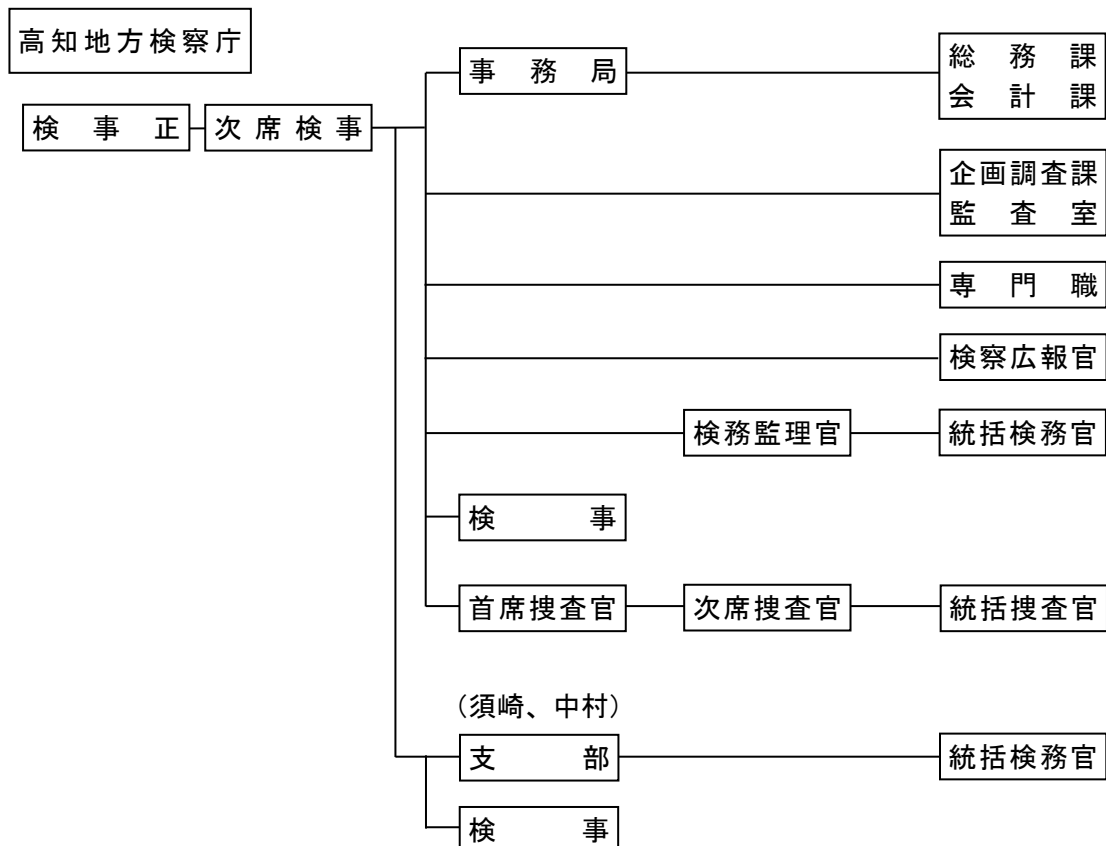 高知地方検察庁
検事正
次席検事
事務局
総務課
会計課
企画調査課
監査室
専門職
検察広報官
検務監理官
統括検務官
検事
首席捜査官
次席捜査官
統括捜査官
(須崎、中村)
支部
統括検務官
検事